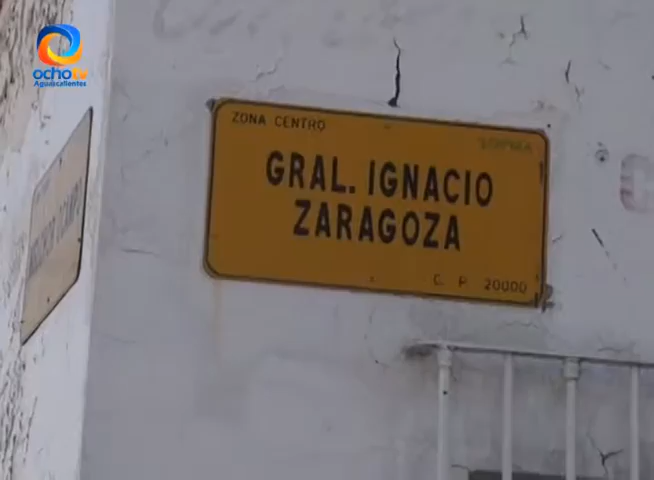 ocho tv
Aguascalientes
ZONA CENTRO
GRAL. IGNACIO
ZARAGOZA
C. P. 20000